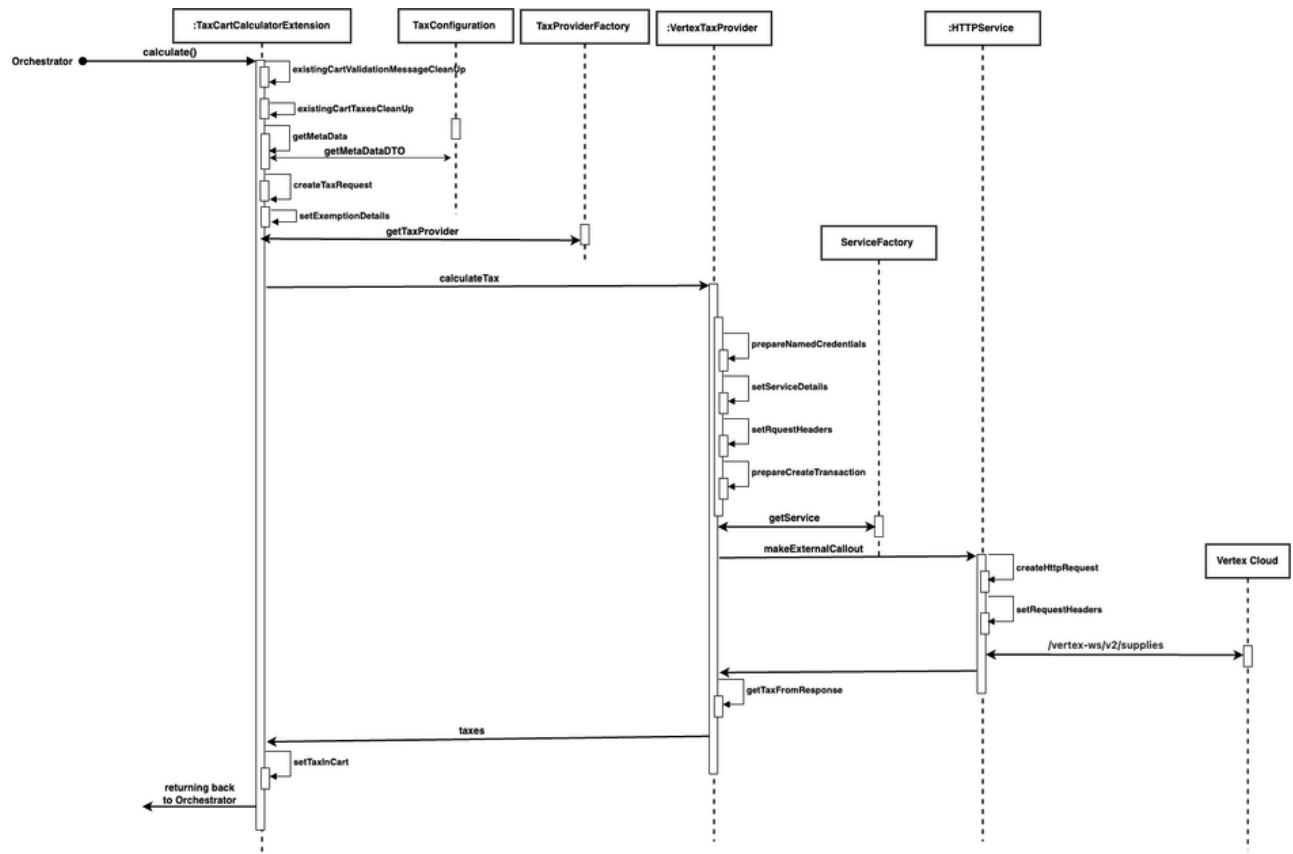 :TaxCartCalculatorExtension
TaxConfiguration
TaxProviderFactory
:VertexTaxProvider
:HTTPService
calculate()
Orchestrator
existingCartValidationMessageCleanUp
existingCartTaxesCleanUp
getMetaData
getMetaDataDTO
createTaxRequest
setExemptionDetails
getTaxProvider
ServiceFactory
calculateTax
prepareNamedCredentials
setServiceDetails
setRquestHeaders
prepareCreateTransaction
getService
makeExternalCallout
Vertex Cloud
createHttpRequest
setRequestHeaders
/vertex-ws/v2/supplies
getTaxFromResponse
taxes
setTaxInCart
returning back
to Orchestrator